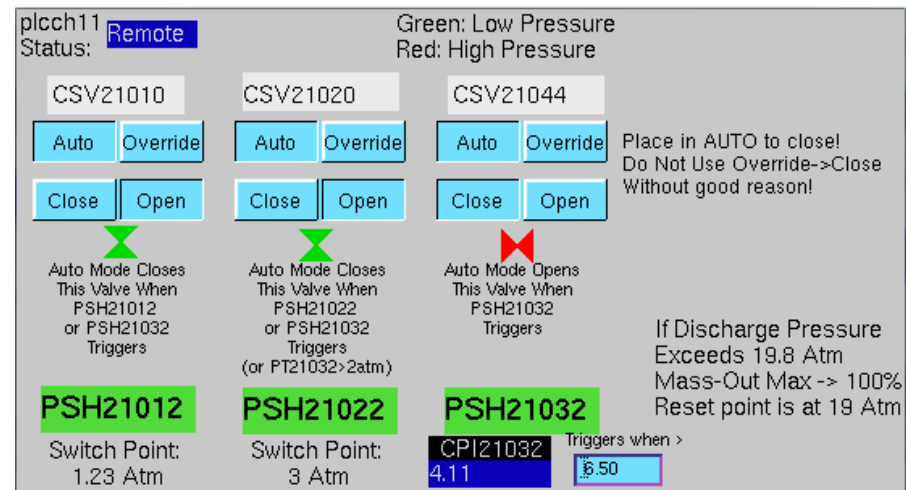 plcch11
Status: Remote
Green: Low Pressure
Red: High Pressure
CSV21010
CSV21020
CSV21044
Auto Override
Auto Override
Auto Override
Close Open
Close Open
Close Open
Place in AUTO to close!
Do Not Use Override->Close
Without good reason!
Auto Mode Closes
This Valve When
PSH21012
or PSH21032
Triggers
Auto Mode Closes
This Valve When
PSH21022
or PSH21032
Triggers
(or PT21032>2atm)
Auto Mode Opens
This Valve When
PSH21032
Triggers
If Discharge Pressure
Exceeds 19.8 Atm
Mass-Out Max -> 100%
Reset point is at 19 Atm
PSH21012
Switch Point:
1.23 Atm
PSH21022
Switch Point:
3 Atm
PSH21032
CPI21032
4.11
Triggers when >
6.50